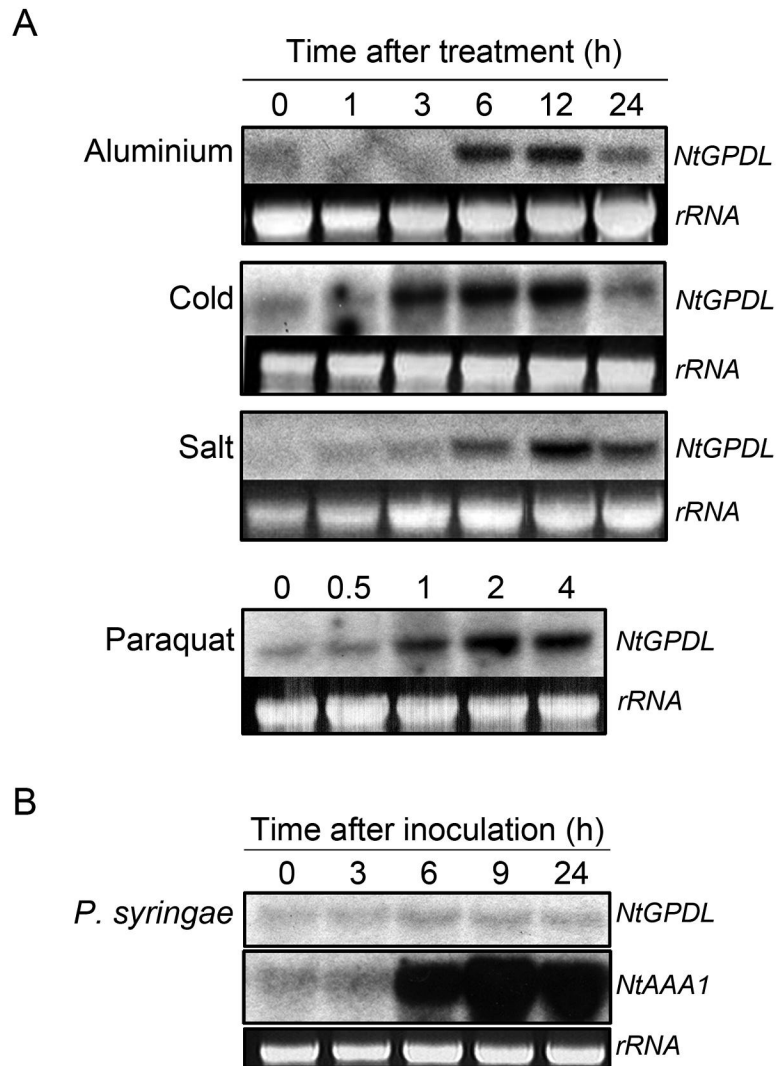 A
Time after treatment (h)
0 1 3 6 12 24
Aluminium NtGPDL
rRNA
Cold NtGPDL
rRNA
Salt NtGPDL
rRNA
0 0.5 1 2 4
Paraquat NtGPDL
rRNA
B
Time after inoculation (h)
0 3 6 9 24
P. syringae NtGPDL
NtAAA1
rRNA